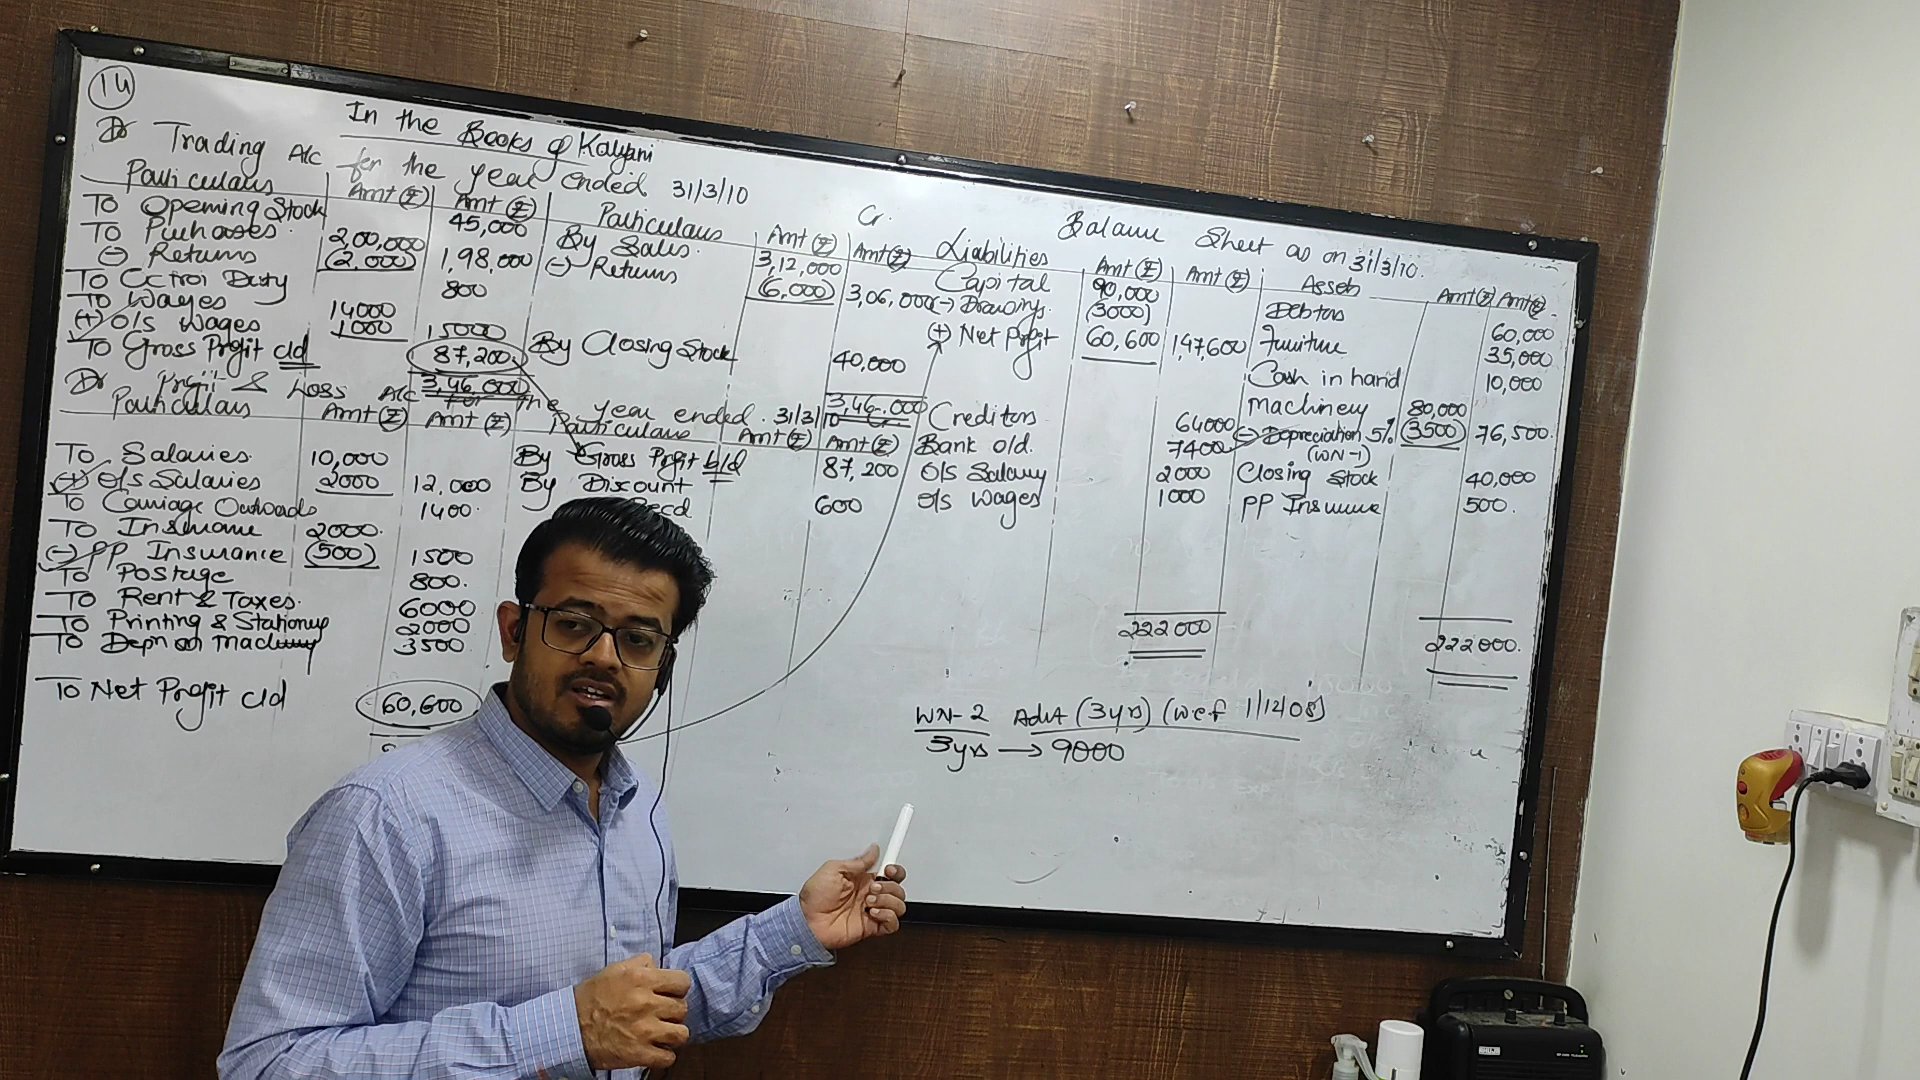 14
In the Books of Kalyani
Dr Trading A/c for the year ended 31/3/10 Cr.
Particulars Amt (₹) Amt (₹) Particulars Amt (₹) Amt (₹)
To Opening Stock 45,000 By Sales 3,12,000
To Purchases 2,00,000 (-) Returns (6,000) 3,06,000
(-) Returns (2,000) 1,98,000
To Octroi Duty 800
To Wages 14000
(+) O/s Wages 1000 15000 By Closing Stock 40,000
To Gross Profit c/d 87,200
3,46,000 3,46,000
Dr Profit & Loss A/c for the year ended 31/3/10 Cr
Particulars Amt (₹) Amt (₹) Particulars Amt (₹) Amt (₹)
To Salaries 10,000 By Gross Profit b/d 87,200
(+) O/s Salaries 2000 12,000 By Discount
To Carriage Outwards 1400 Recd 600
To Insurance 2000
(-) PP Insurance (500) 1500
To Postage 800
To Rent & Taxes 6000
To Printing & Stationery 2000
To Depn on Machinery 3500
To Net Profit c/d 60,600
Balance Sheet as on 31/3/10.
Liabilities Amt (₹) Amt (₹) Assets Amt (₹) Amt (₹)
Capital 90,000 Debtors 60,000
(-) Drawings (3000) Furniture 35,000
(+) Net Profit 60,600 1,47,600 Cash in hand 10,000
Creditors 64000 Machinery 80,000
Bank o/d. 7400 (-) Depreciation 5% (3500) 76,500
(WN-1)
O/s Salary 2000 Closing Stock 40,000
O/s Wages 1000 PP Insurance 500
222000 222000
WN-2 Advt (3yrs) (wef 1/12/08)
3yrs → 9000